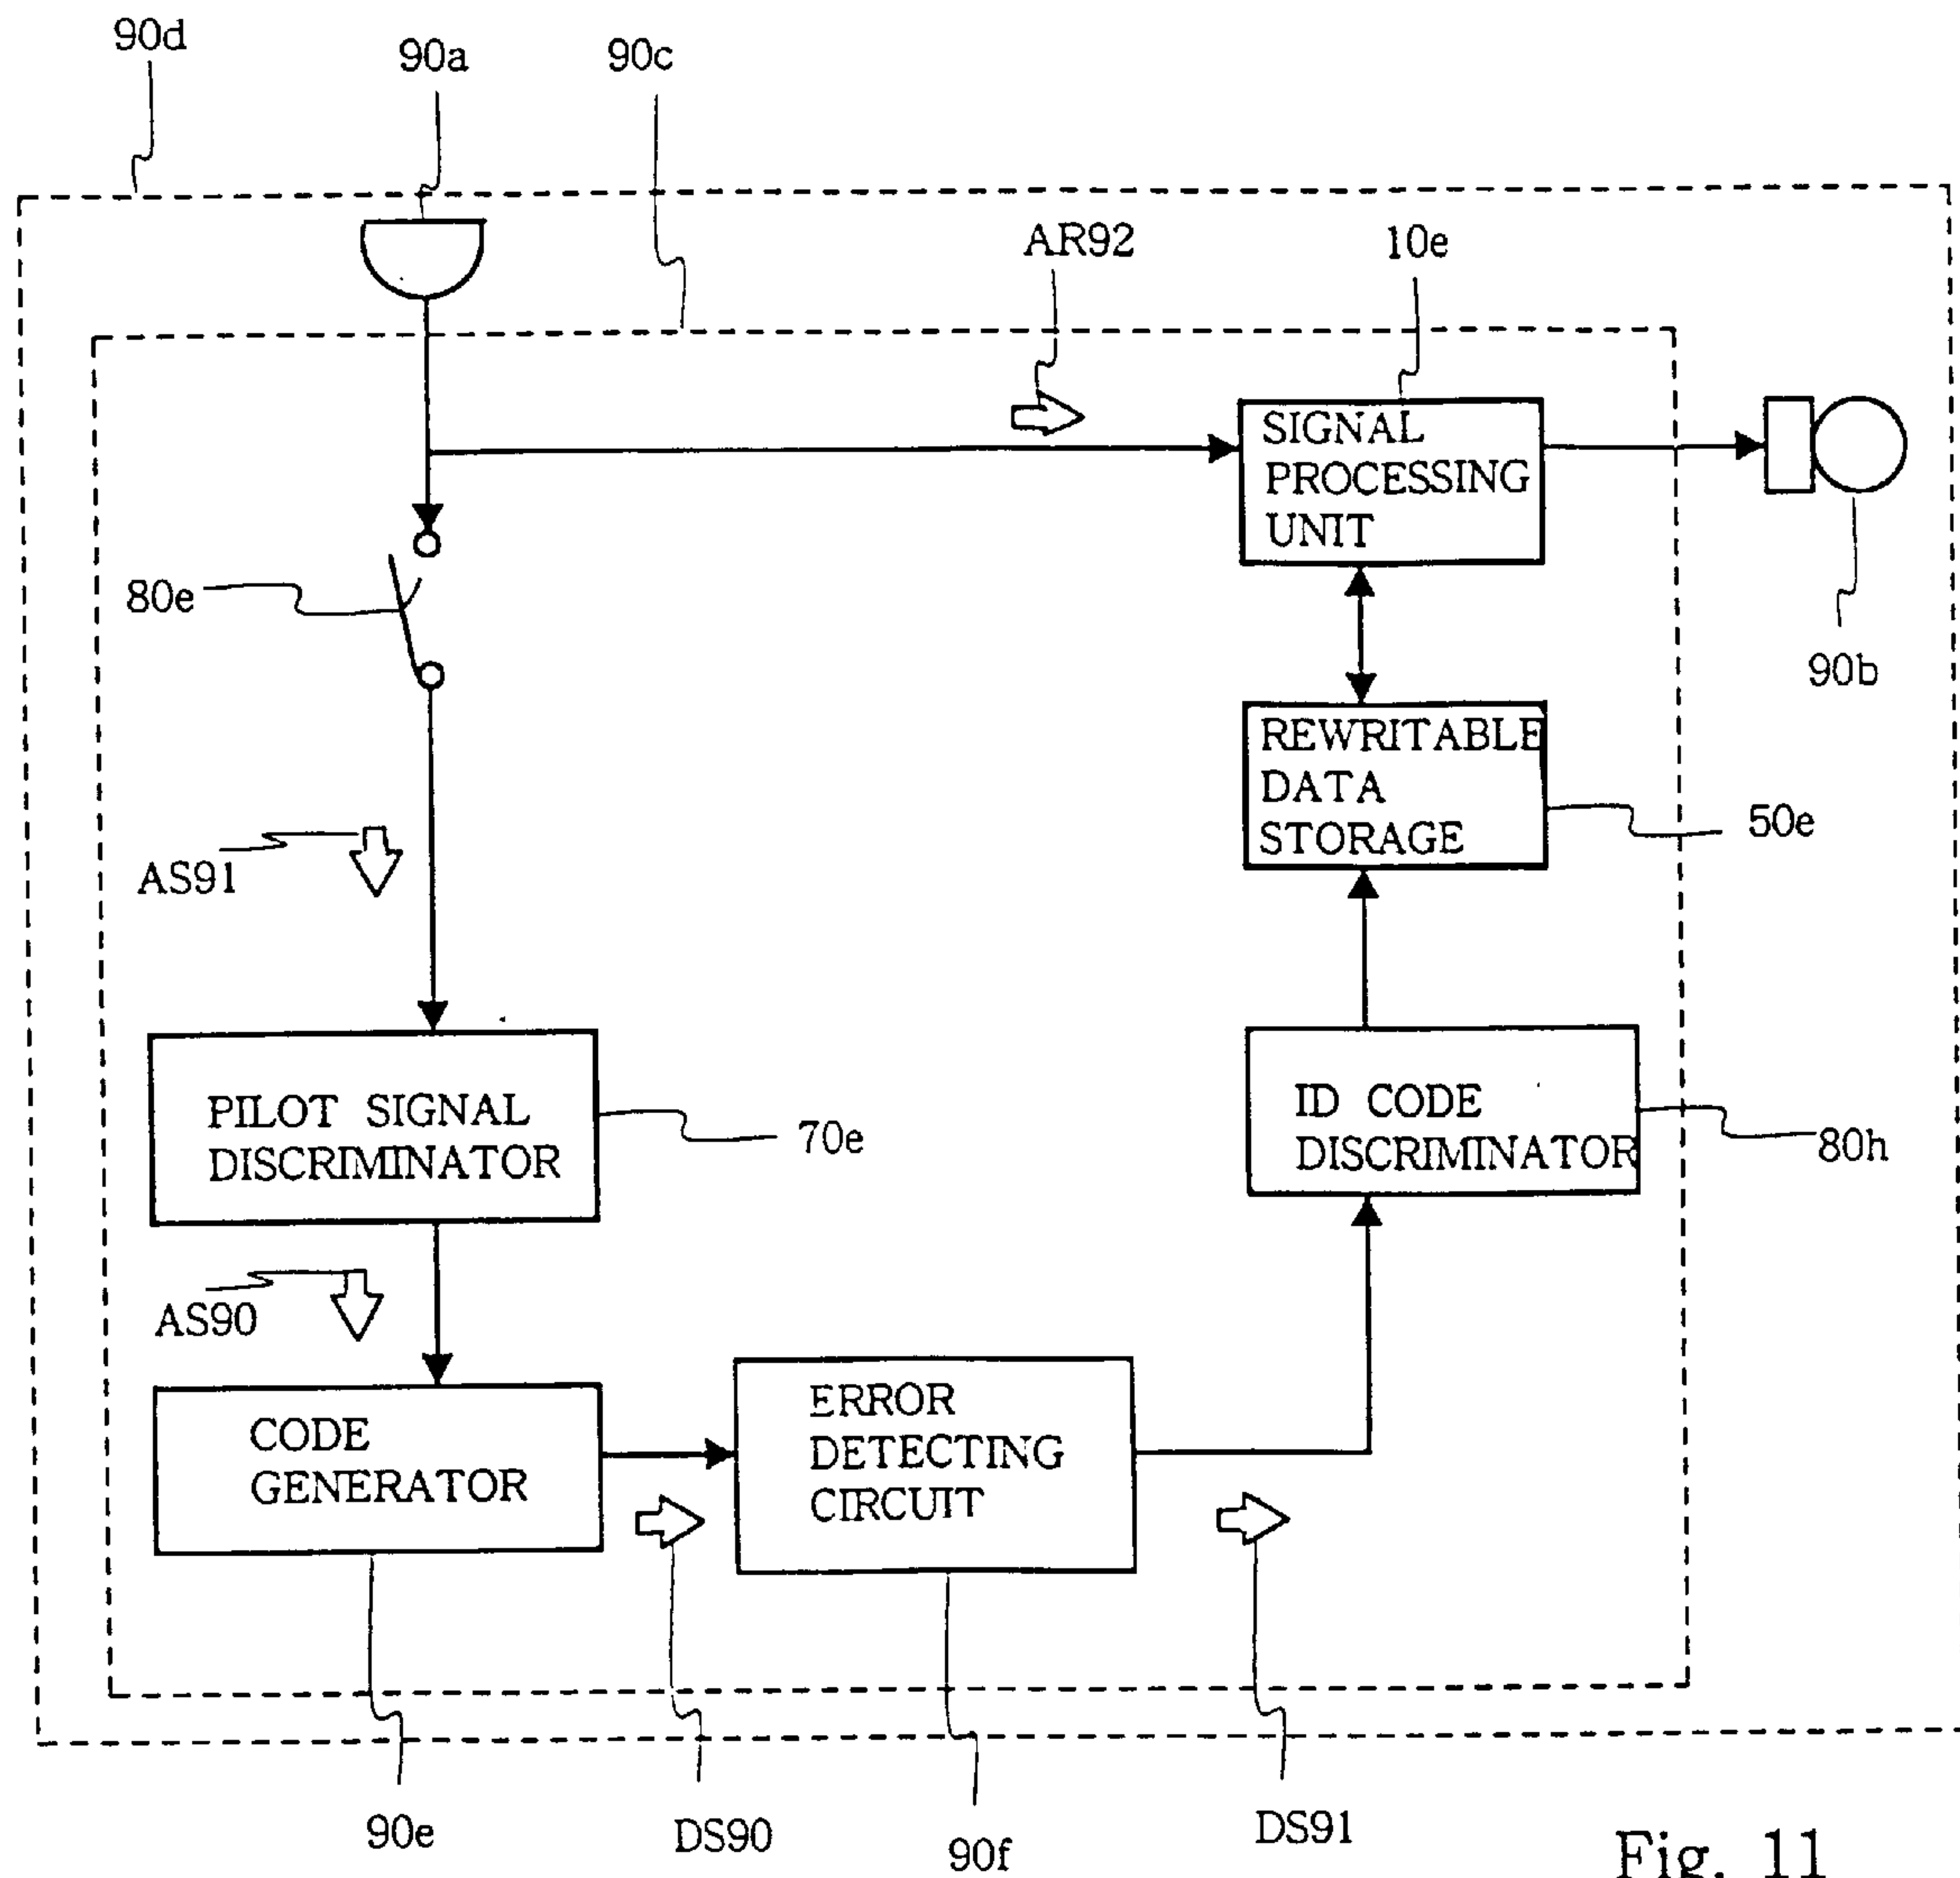 90d
90a
90c
AR92
10e
SIGNAL
PROCESSING
UNIT
80e
90b
REWRITABLE
DATA
STORAGE
50e
AS91
PILOT SIGNAL
DISCRIMINATOR
70e
ID CODE
DISCRIMINATOR
80h
AS90
CODE
GENERATOR
ERROR
DETECTING
CIRCUIT
90e
DS90
90f
DS91
Fig. 11